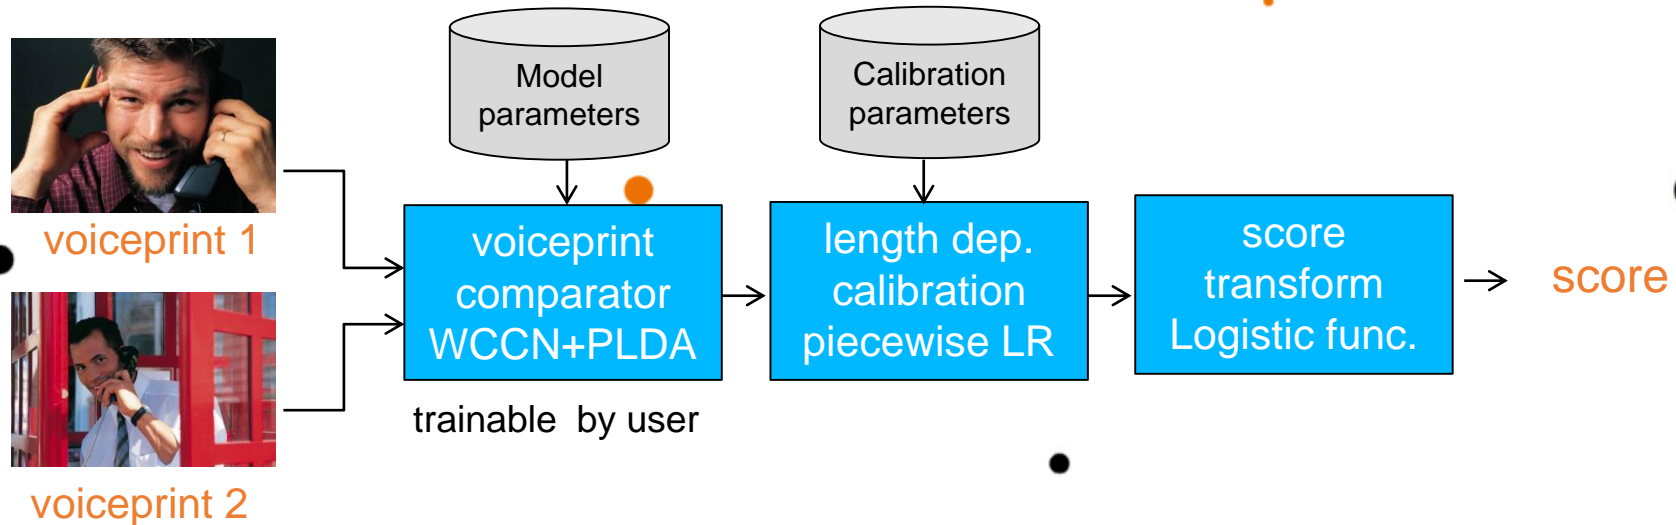 Model
parameters
Calibration
parameters
voiceprint 1
voiceprint
comparator
WCCN+PLDA
length dep.
calibration
piecewise LR
score
transform
Logistic func.
score
trainable by user
voiceprint 2